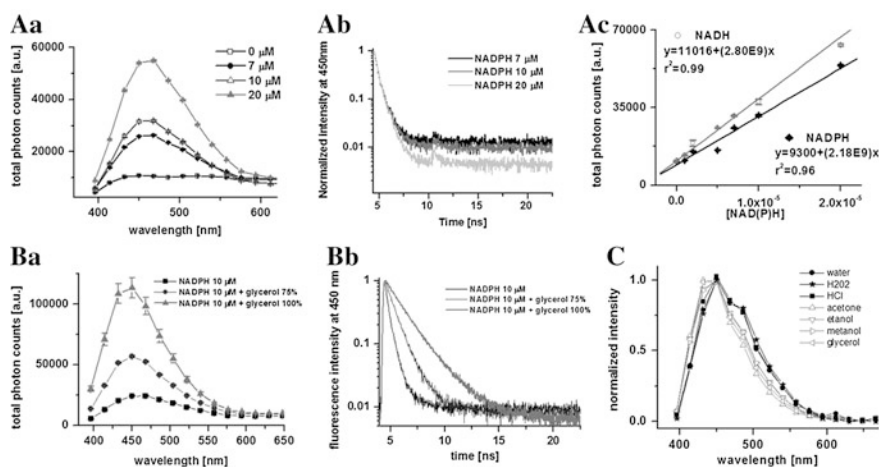 Aa
total photon counts [a.u.]
60000
40000
20000
0 µM
7 µM
10 µM
20 µM
400
450
500
550
600
wavelength [nm]
Ab
Normalized intensity at 450nm
1
0.1
0.01
NADPH 7 µM
NADPH 10 µM
NADPH 20 µM
5
10
15
20
Time [ns]
Ac
total photon counts [a.u.]
70000
35000
0
NADH
y=11016+(2.80E9)x
r²=0.99
NADPH
y=9300+(2.18E9)x
r²=0.96
0.0
1.0x10⁻⁵
2.0x10⁻⁵
[NAD(P)H]
Ba
total photon counts [a.u.]
100000
50000
0
NADPH 10 µM
NADPH 10 µM + glycerol 75%
NADPH 10 µM + glycerol 100%
400
450
500
550
600
650
wavelength [nm]
Bb
fluorescence intensity at 450 nm
1
0.1
0.01
NADPH 10 µM
NADPH 10 µM + glycerol 75%
NADPH 10 µM + glycerol 100%
5
10
15
20
time [ns]
C
normalized intensity
1.0
0.5
0.0
water
H202
HCl
acetone
etanol
metanol
glycerol
400
500
600
wavelength [nm]